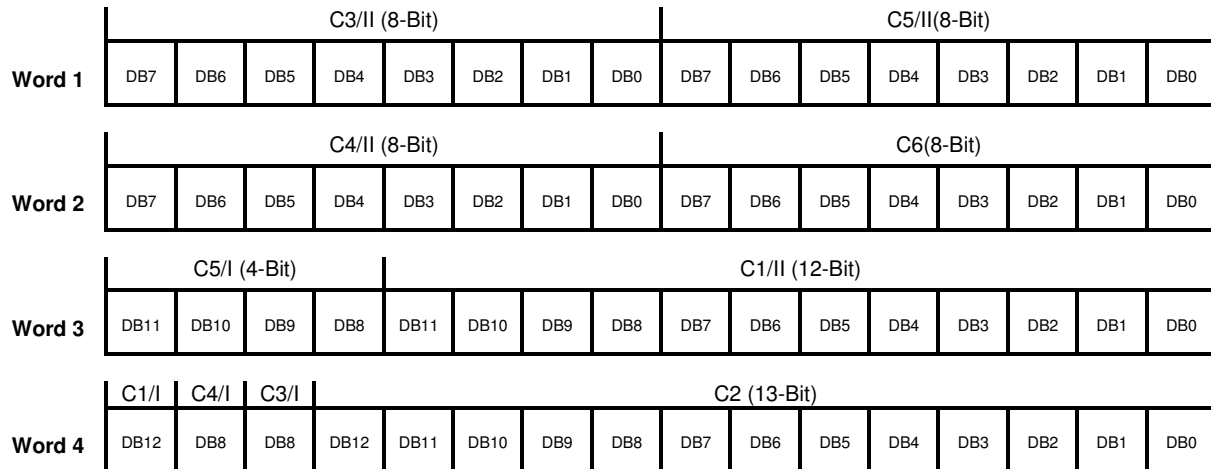 C3/II (8-Bit) C5/II(8-Bit)
Word 1 DB7 DB6 DB5 DB4 DB3 DB2 DB1 DB0 DB7 DB6 DB5 DB4 DB3 DB2 DB1 DB0
C4/II (8-Bit) C6(8-Bit)
Word 2 DB7 DB6 DB5 DB4 DB3 DB2 DB1 DB0 DB7 DB6 DB5 DB4 DB3 DB2 DB1 DB0
C5/I (4-Bit) C1/II (12-Bit)
Word 3 DB11 DB10 DB9 DB8 DB11 DB10 DB9 DB8 DB7 DB6 DB5 DB4 DB3 DB2 DB1 DB0
C1/I C4/I C3/I C2 (13-Bit)
Word 4 DB12 DB8 DB8 DB12 DB11 DB10 DB9 DB8 DB7 DB6 DB5 DB4 DB3 DB2 DB1 DB0